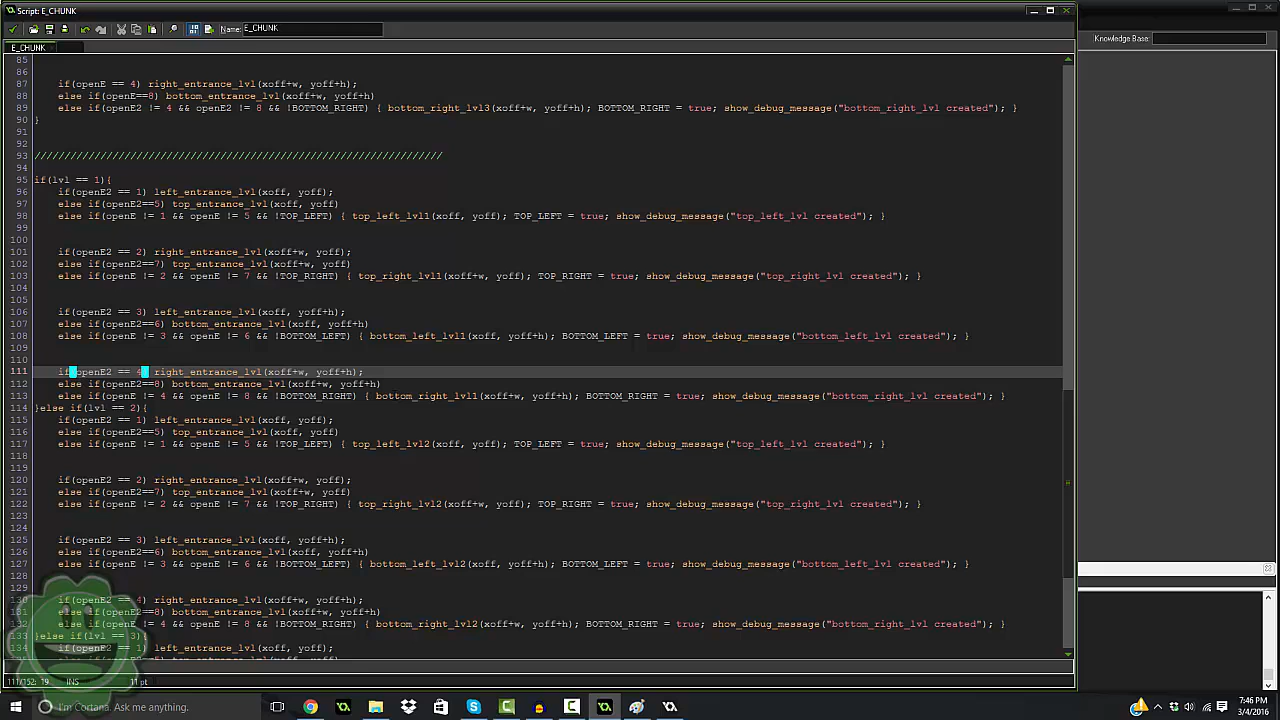 Script: E_CHUNK
Name: E_CHUNK
Knowledge Base:
E_CHUNK
85
86
87 if(openE == 4) right_entrance_lvl(xoff+w, yoff+h);
88 else if(openE==8) bottom_entrance_lvl(xoff+w, yoff+h)
89 else if(openE2 != 4 && openE2 != 8 && !BOTTOM_RIGHT) { bottom_right_lvl3(xoff+w, yoff+h); BOTTOM_RIGHT = true; show_debug_message("bottom_right_lvl created"); }
90 }
91
92
93 ////////////////////////////////////////////////////////////////////
94
95 if(lvl == 1){
96 if(openE2 == 1) left_entrance_lvl(xoff, yoff);
97 else if(openE2==5) top_entrance_lvl(xoff, yoff)
98 else if(openE != 1 && openE != 5 && !TOP_LEFT) { top_left_lvl1(xoff, yoff); TOP_LEFT = true; show_debug_message("top_left_lvl created"); }
99
100
101 if(openE2 == 2) right_entrance_lvl(xoff+w, yoff);
102 else if(openE2==7) top_entrance_lvl(xoff+w, yoff)
103 else if(openE != 2 && openE != 7 && !TOP_RIGHT) { top_right_lvl1(xoff+w, yoff); TOP_RIGHT = true; show_debug_message("top_right_lvl created"); }
104
105
106 if(openE2 == 3) left_entrance_lvl(xoff, yoff+h);
107 else if(openE2==6) bottom_entrance_lvl(xoff, yoff+h)
108 else if(openE != 3 && openE != 6 && !BOTTOM_LEFT) { bottom_left_lvl1(xoff, yoff+h); BOTTOM_LEFT = true; show_debug_message("bottom_left_lvl created"); }
109
110
111 if(openE2 == 4) right_entrance_lvl(xoff+w, yoff+h);
112 else if(openE2==8) bottom_entrance_lvl(xoff+w, yoff+h)
113 else if(openE != 4 && openE != 8 && !BOTTOM_RIGHT) { bottom_right_lvl1(xoff+w, yoff+h); BOTTOM_RIGHT = true; show_debug_message("bottom_right_lvl created"); }
114 }else if(lvl == 2){
115 if(openE2 == 1) left_entrance_lvl(xoff, yoff);
116 else if(openE2==5) top_entrance_lvl(xoff, yoff)
117 else if(openE != 1 && openE != 5 && !TOP_LEFT) { top_left_lvl2(xoff, yoff); TOP_LEFT = true; show_debug_message("top_left_lvl created"); }
118
119
120 if(openE2 == 2) right_entrance_lvl(xoff+w, yoff);
121 else if(openE2==7) top_entrance_lvl(xoff+w, yoff)
122 else if(openE != 2 && openE != 7 && !TOP_RIGHT) { top_right_lvl2(xoff+w, yoff); TOP_RIGHT = true; show_debug_message("top_right_lvl created"); }
123
124
125 if(openE2 == 3) left_entrance_lvl(xoff, yoff+h);
126 else if(openE2==6) bottom_entrance_lvl(xoff, yoff+h)
127 else if(openE != 3 && openE != 6 && !BOTTOM_LEFT) { bottom_left_lvl2(xoff, yoff+h); BOTTOM_LEFT = true; show_debug_message("bottom_left_lvl created"); }
128
129
130 if(openE2 == 4) right_entrance_lvl(xoff+w, yoff+h);
131 else if(openE2==8) bottom_entrance_lvl(xoff+w, yoff+h)
132 else if(openE != 4 && openE != 8 && !BOTTOM_RIGHT) { bottom_right_lvl2(xoff+w, yoff+h); BOTTOM_RIGHT = true; show_debug_message("bottom_right_lvl created"); }
133 }else if(lvl == 3){
134 if(openE2 == 1) left_entrance_lvl(xoff, yoff);
111/152: 19 INS 11 pt
I'm Cortana. Ask me anything.
7:46 PM
3/4/2016